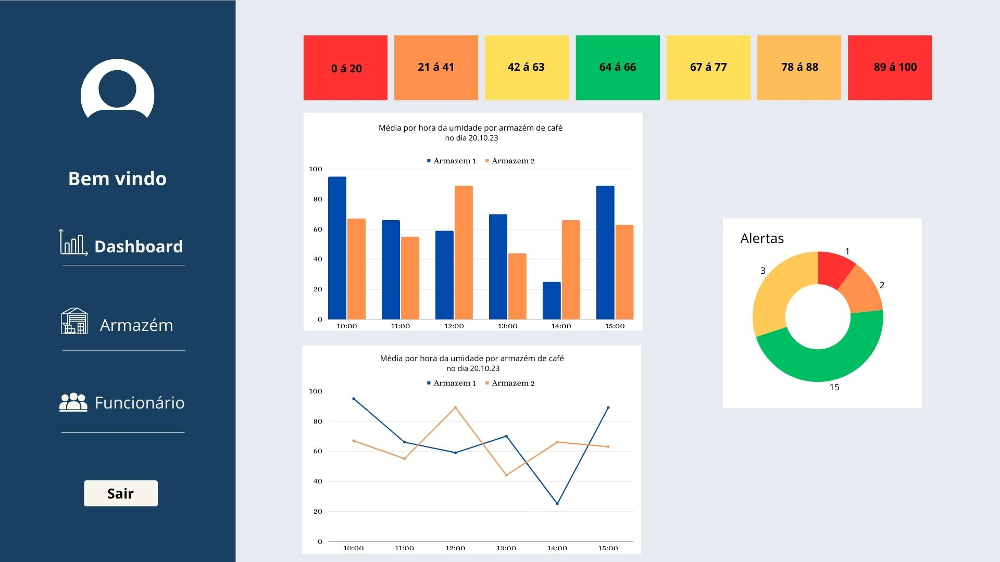 Bem vindo
Dashboard
Armazém
Funcionário
Sair
0 á 20
21 á 41
42 á 63
64 á 66
67 á 77
78 á 88
89 á 100
Média por hora da umidade por armazém de café
no dia 20.10.23
Armazem 1 Armazem 2
100
80
60
40
20
0
10:00 11:00 12:00 13:00 14:00 15:00
Média por hora da umidade por armazém de café
no dia 20.10.23
Armazem 1 Armazem 2
100
80
60
40
20
0
10:00 11:00 12:00 13:00 14:00 15:00
Alertas
1
3
2
15